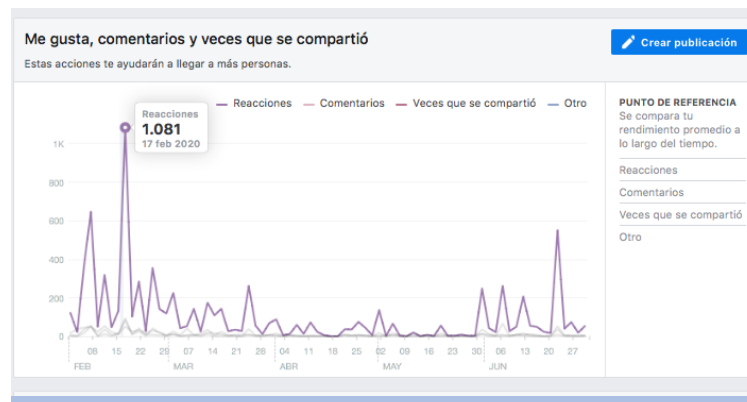 Me gusta, comentarios y veces que se compartió
Crear publicación
Estas acciones te ayudarán a llegar a más personas.
Reacciones
Comentarios
Veces que se compartió
Otro
Reacciones
1.081
17 feb 2020
1K
800
600
400
200
0
08 15 22 29 07 14 21 28 04 11 18 25 02 09 16 23 30 06 13 20 27
FEB MAR ABR MAY JUN
PUNTO DE REFERENCIA
Se compara tu
rendimiento promedio a
lo largo del tiempo.
Reacciones
Comentarios
Veces que se compartió
Otro